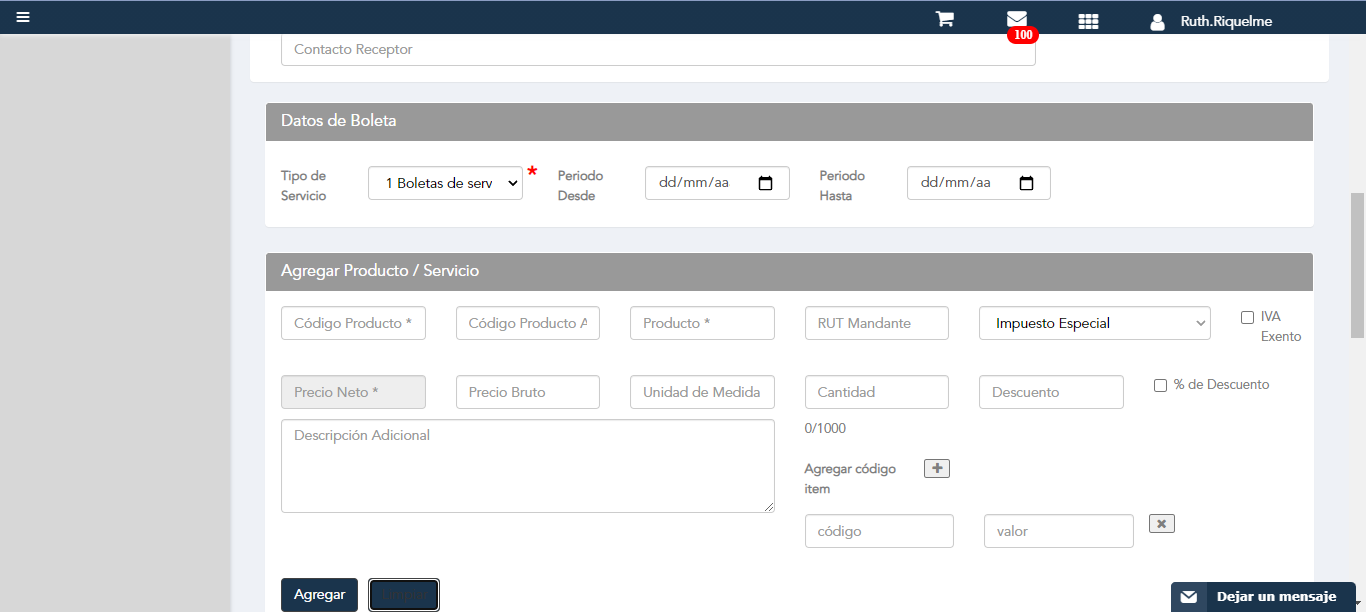 Ruth.Riquelme
100
Contacto Receptor
Datos de Boleta
Tipo de
Servicio
1 Boletas de serv
*
Periodo
Desde
dd/mm/aa
Periodo
Hasta
dd/mm/aa
Agregar Producto / Servicio
Código Producto *
Código Producto A
Producto *
RUT Mandante
Impuesto Especial
IVA
Exento
Precio Neto *
Precio Bruto
Unidad de Medida
Cantidad
Descuento
% de Descuento
Descripción Adicional
0/1000
Agregar código
item
código
valor
Agregar
Dejar un mensaje